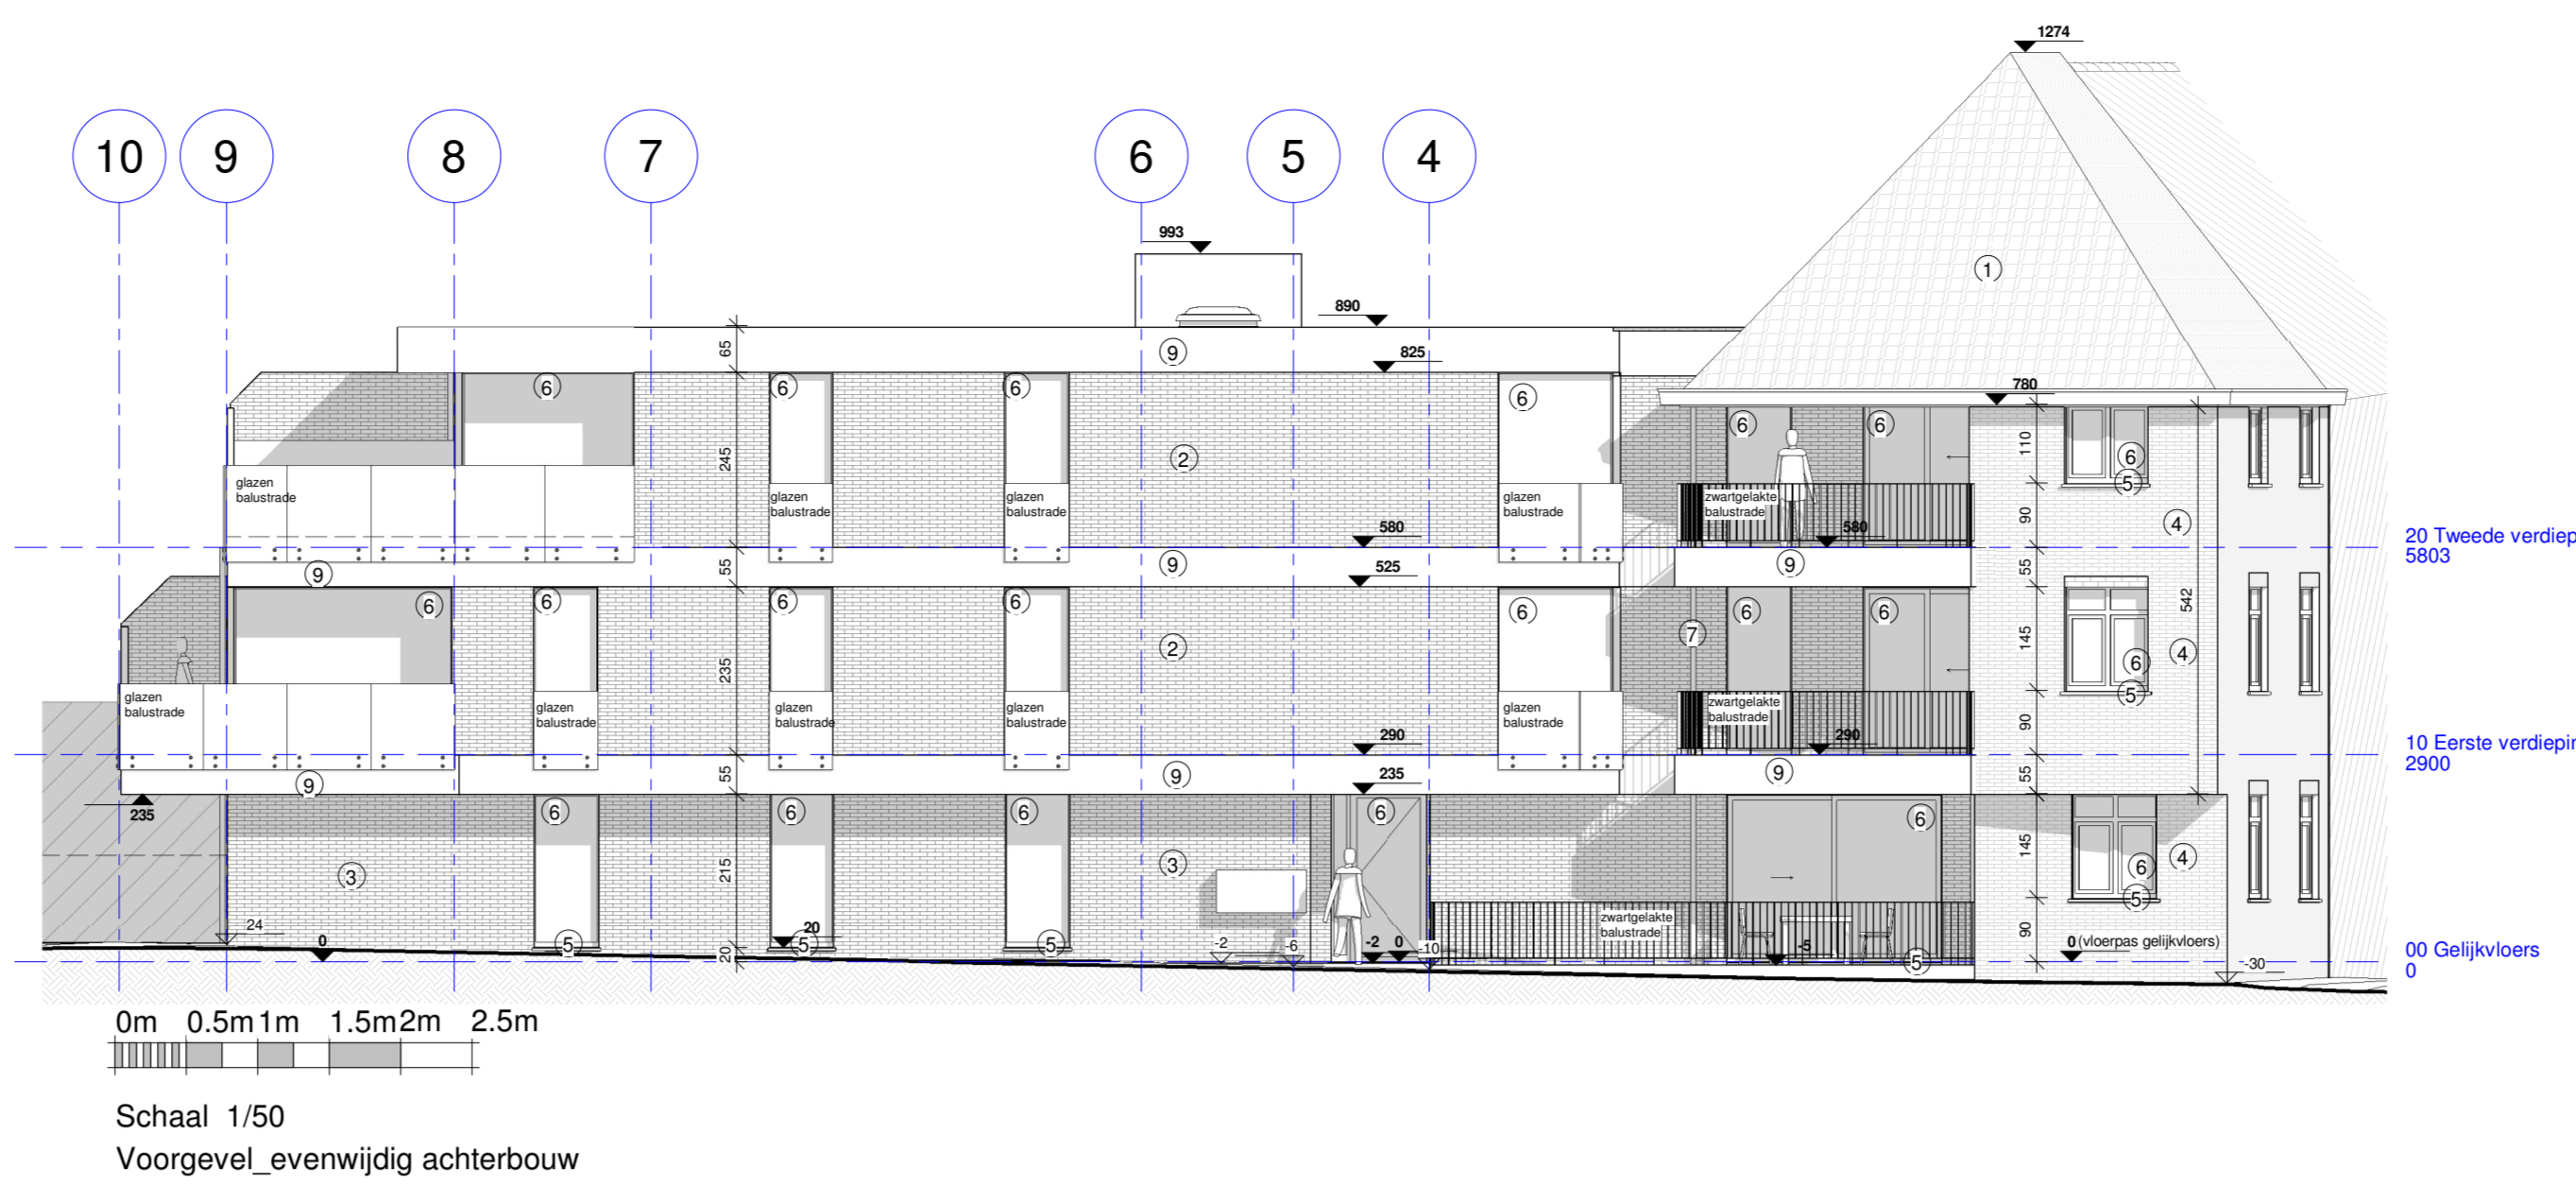 1274
10
9
8
7
6
5
4
993
1
890
65
9
825
780
6
6
6
6
6
6
110
6
5
245
2
glazen
balustrade
glazen
balustrade
glazen
balustrade
glazen
balustrade
zwartgelakte
balustrade
90
4
580
580
20 Tweede verdiep
5803
9
55
9
525
9
55
542
6
6
6
6
6
6
6
7
145
4
6
5
235
2
glazen
balustrade
glazen
balustrade
glazen
balustrade
glazen
balustrade
glazen
balustrade
zwartgelakte
balustrade
90
290
290
10 Eerste verdiepin
2900
9
55
9
235
9
55
235
6
6
6
6
6
145
4
6
5
3
215
3
zwartgelakte
balustrade
90
24
0
5
20
5
20
5
-2
-6
-2
0
-10
-5
5
0 (vloerpas gelijkvloers)
-30
00 Gelijkvloers
0
0m 0.5m 1m 1.5m 2m 2.5m
Schaal 1/50
Voorgevel_evenwijdig achterbouw